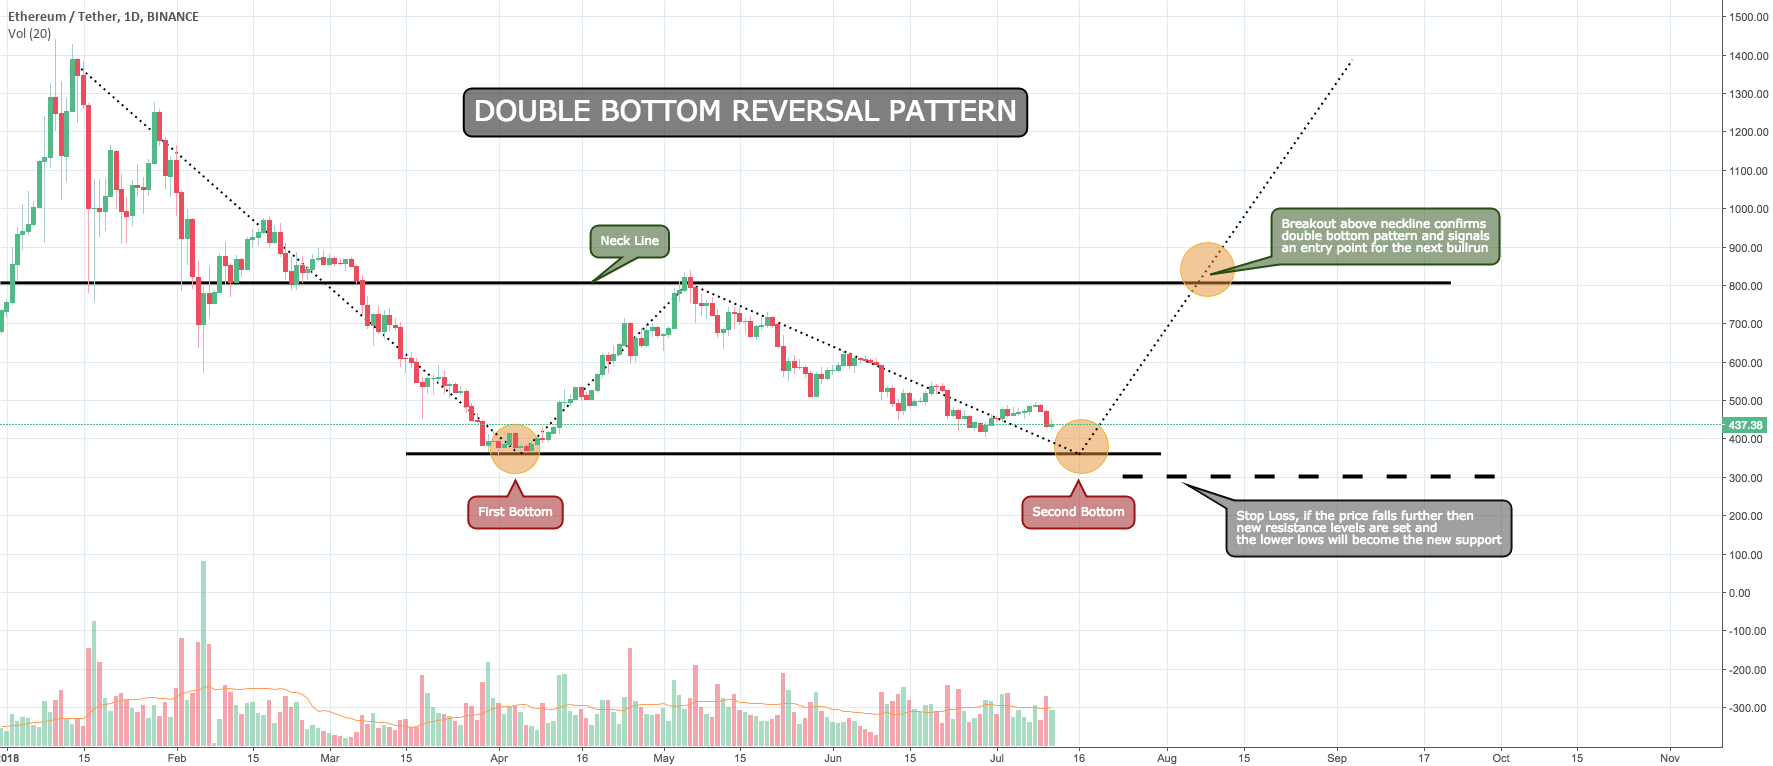 Ethereum / Tether, 1D, BINANCE
Vol (20)
DOUBLE BOTTOM REVERSAL PATTERN
Neck Line
Breakout above neckline confirms
double bottom pattern and signals
an entry point for the next bullrun
First Bottom
Second Bottom
Stop Loss, if the price falls further then
new resistance levels are set and
the lower lows will become the new support
1500.00
1400.00
1300.00
1200.00
1100.00
1000.00
900.00
800.00
700.00
600.00
500.00
437.38
400.00
300.00
200.00
100.00
0.00
-100.00
-200.00
-300.00
2018 15 Feb 15 Mar 15 Apr 16 May 15 Jun 15 Jul 16 Aug 15 Sep 17 Oct 15 Nov